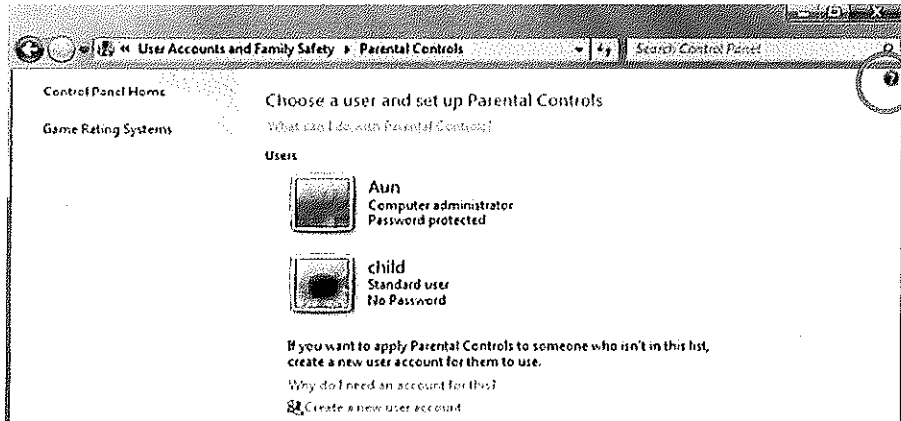 « User Accounts and Family Safety ▸ Parental Controls
Search Control Panel
Control Panel Home
Game Rating Systems
Choose a user and set up Parental Controls
What can I do with Parental Controls?
Users
Aun
Computer administrator
Password protected
child
Standard user
No Password
If you want to apply Parental Controls to someone who isn't in this list,
create a new user account for them to use.
Why do I need an account for this?
Create a new user account